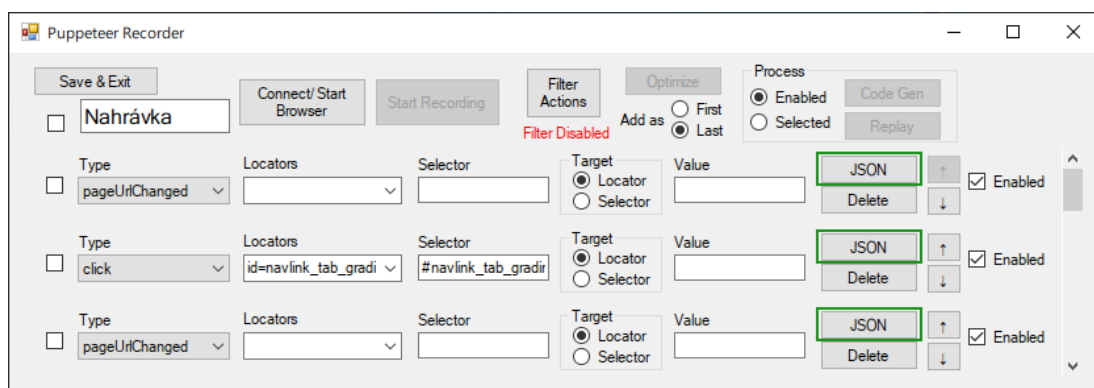 Puppeteer Recorder
Save & Exit
Nahrávka
Connect/ Start
Browser
Start Recording
Filter
Actions
Filter Disabled
Optimize
Add as
First
Last
Process
Enabled
Selected
Code Gen
Replay
Type Locators Selector Target Value
pageUrlChanged Locator Selector JSON Delete ↑ ↓ Enabled
Type Locators Selector Target Value
click id=navlink_tab_gradi #navlink_tab_gradir Locator Selector JSON Delete ↑ ↓ Enabled
Type Locators Selector Target Value
pageUrlChanged Locator Selector JSON Delete ↑ ↓ Enabled